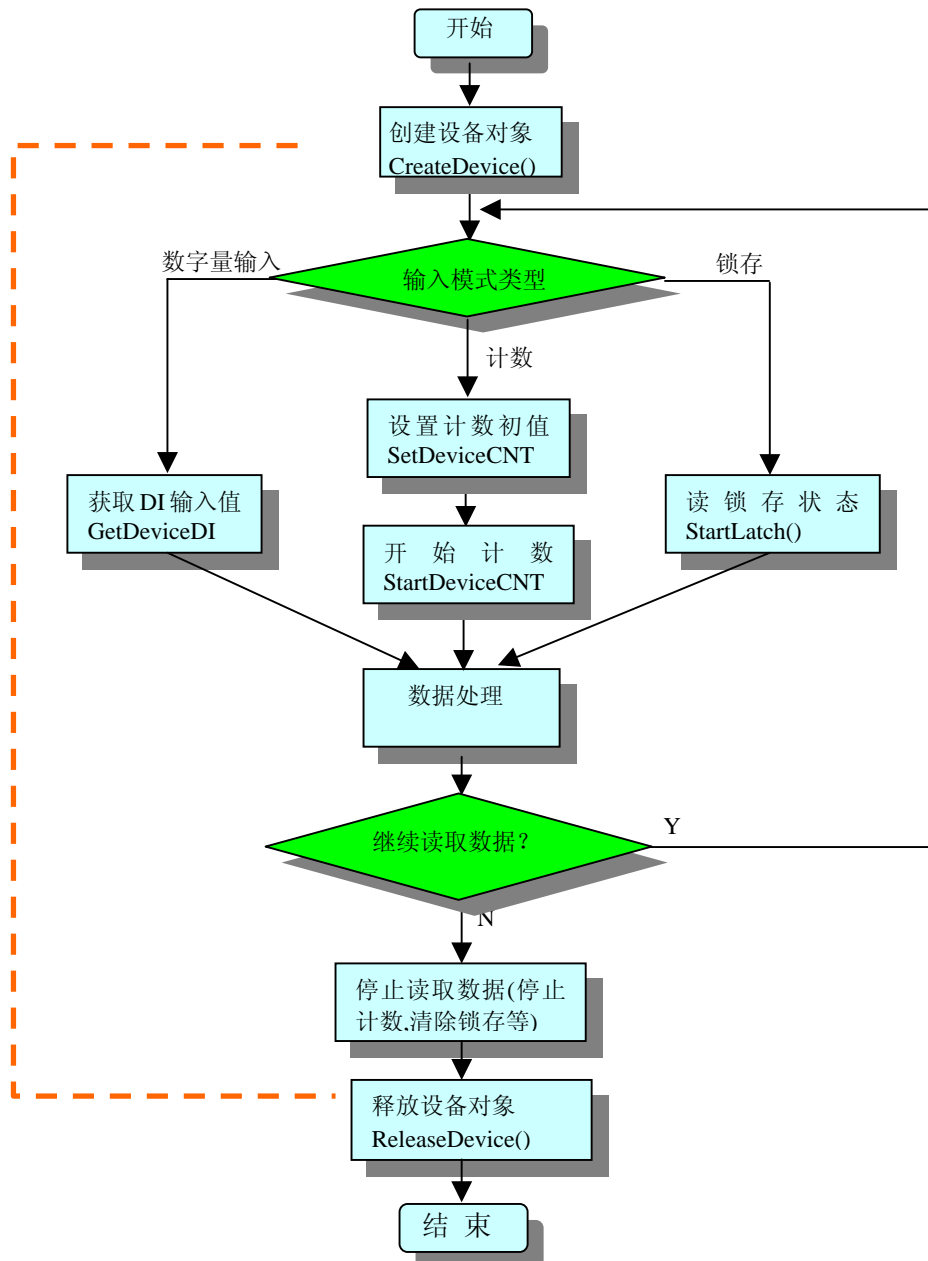 开始
创建设备对象
CreateDevice()
数字量输入
输入模式类型
锁存
计数
设置计数初值
SetDeviceCNT
获取 DI 输入值
GetDeviceDI
读 锁 存 状 态
StartLatch()
开 始 计 数
StartDeviceCNT
数据处理
继续读取数据?
Y
N
停止读取数据(停止
计数,清除锁存等)
释放设备对象
ReleaseDevice()
结 束